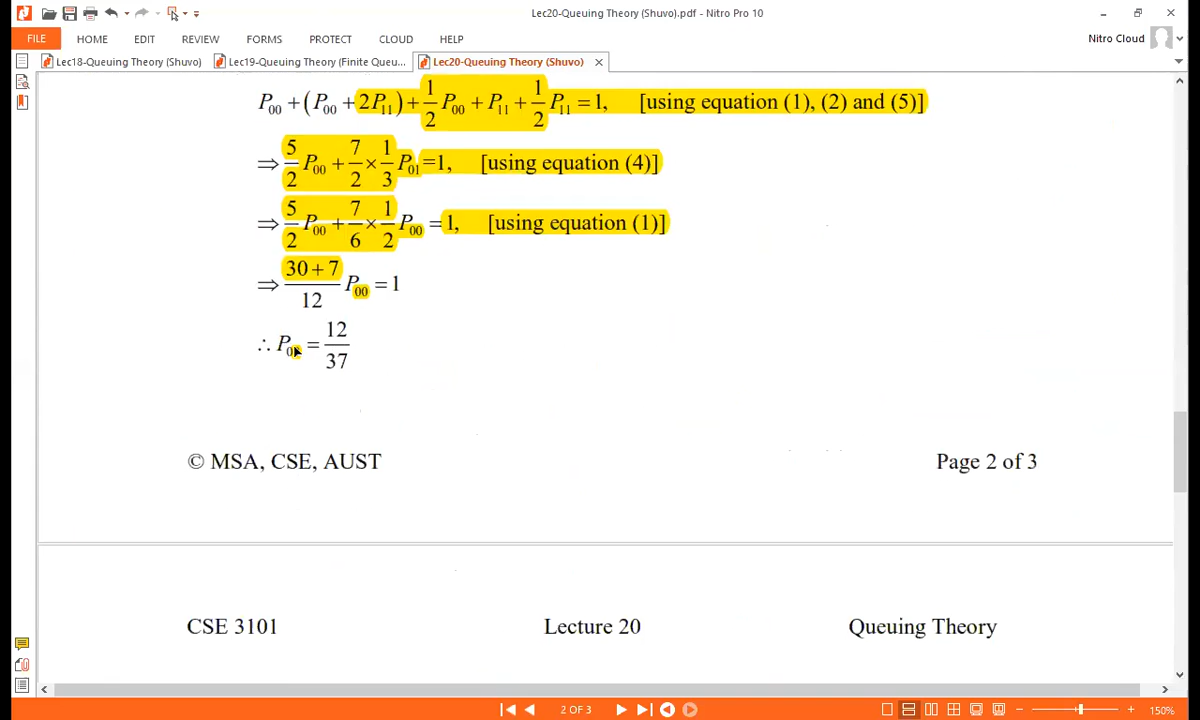 Lec20-Queuing Theory (Shuvo).pdf - Nitro Pro 10
FILE HOME EDIT REVIEW FORMS PROTECT CLOUD HELP Nitro Cloud
Lec18-Queuing Theory (Shuvo) Lec19-Queuing Theory (Finite Queu... Lec20-Queuing Theory (Shuvo)
P₀₀ + (P₀₀ + 2P₁₁) + 1/2 P₀₀ + P₁₁ + 1/2 P₁₁ = 1, [using equation (1), (2) and (5)]
⇒ 5/2 P₀₀ + 7/2 × 1/3 P₀₁ = 1, [using equation (4)]
⇒ 5/2 P₀₀ + 7/6 × 1/2 P₀₀ = 1, [using equation (1)]
⇒ (30 + 7)/12 P₀₀ = 1
∴ P₀₀ = 12/37
© MSA, CSE, AUST Page 2 of 3
CSE 3101 Lecture 20 Queuing Theory
2 OF 3 150%